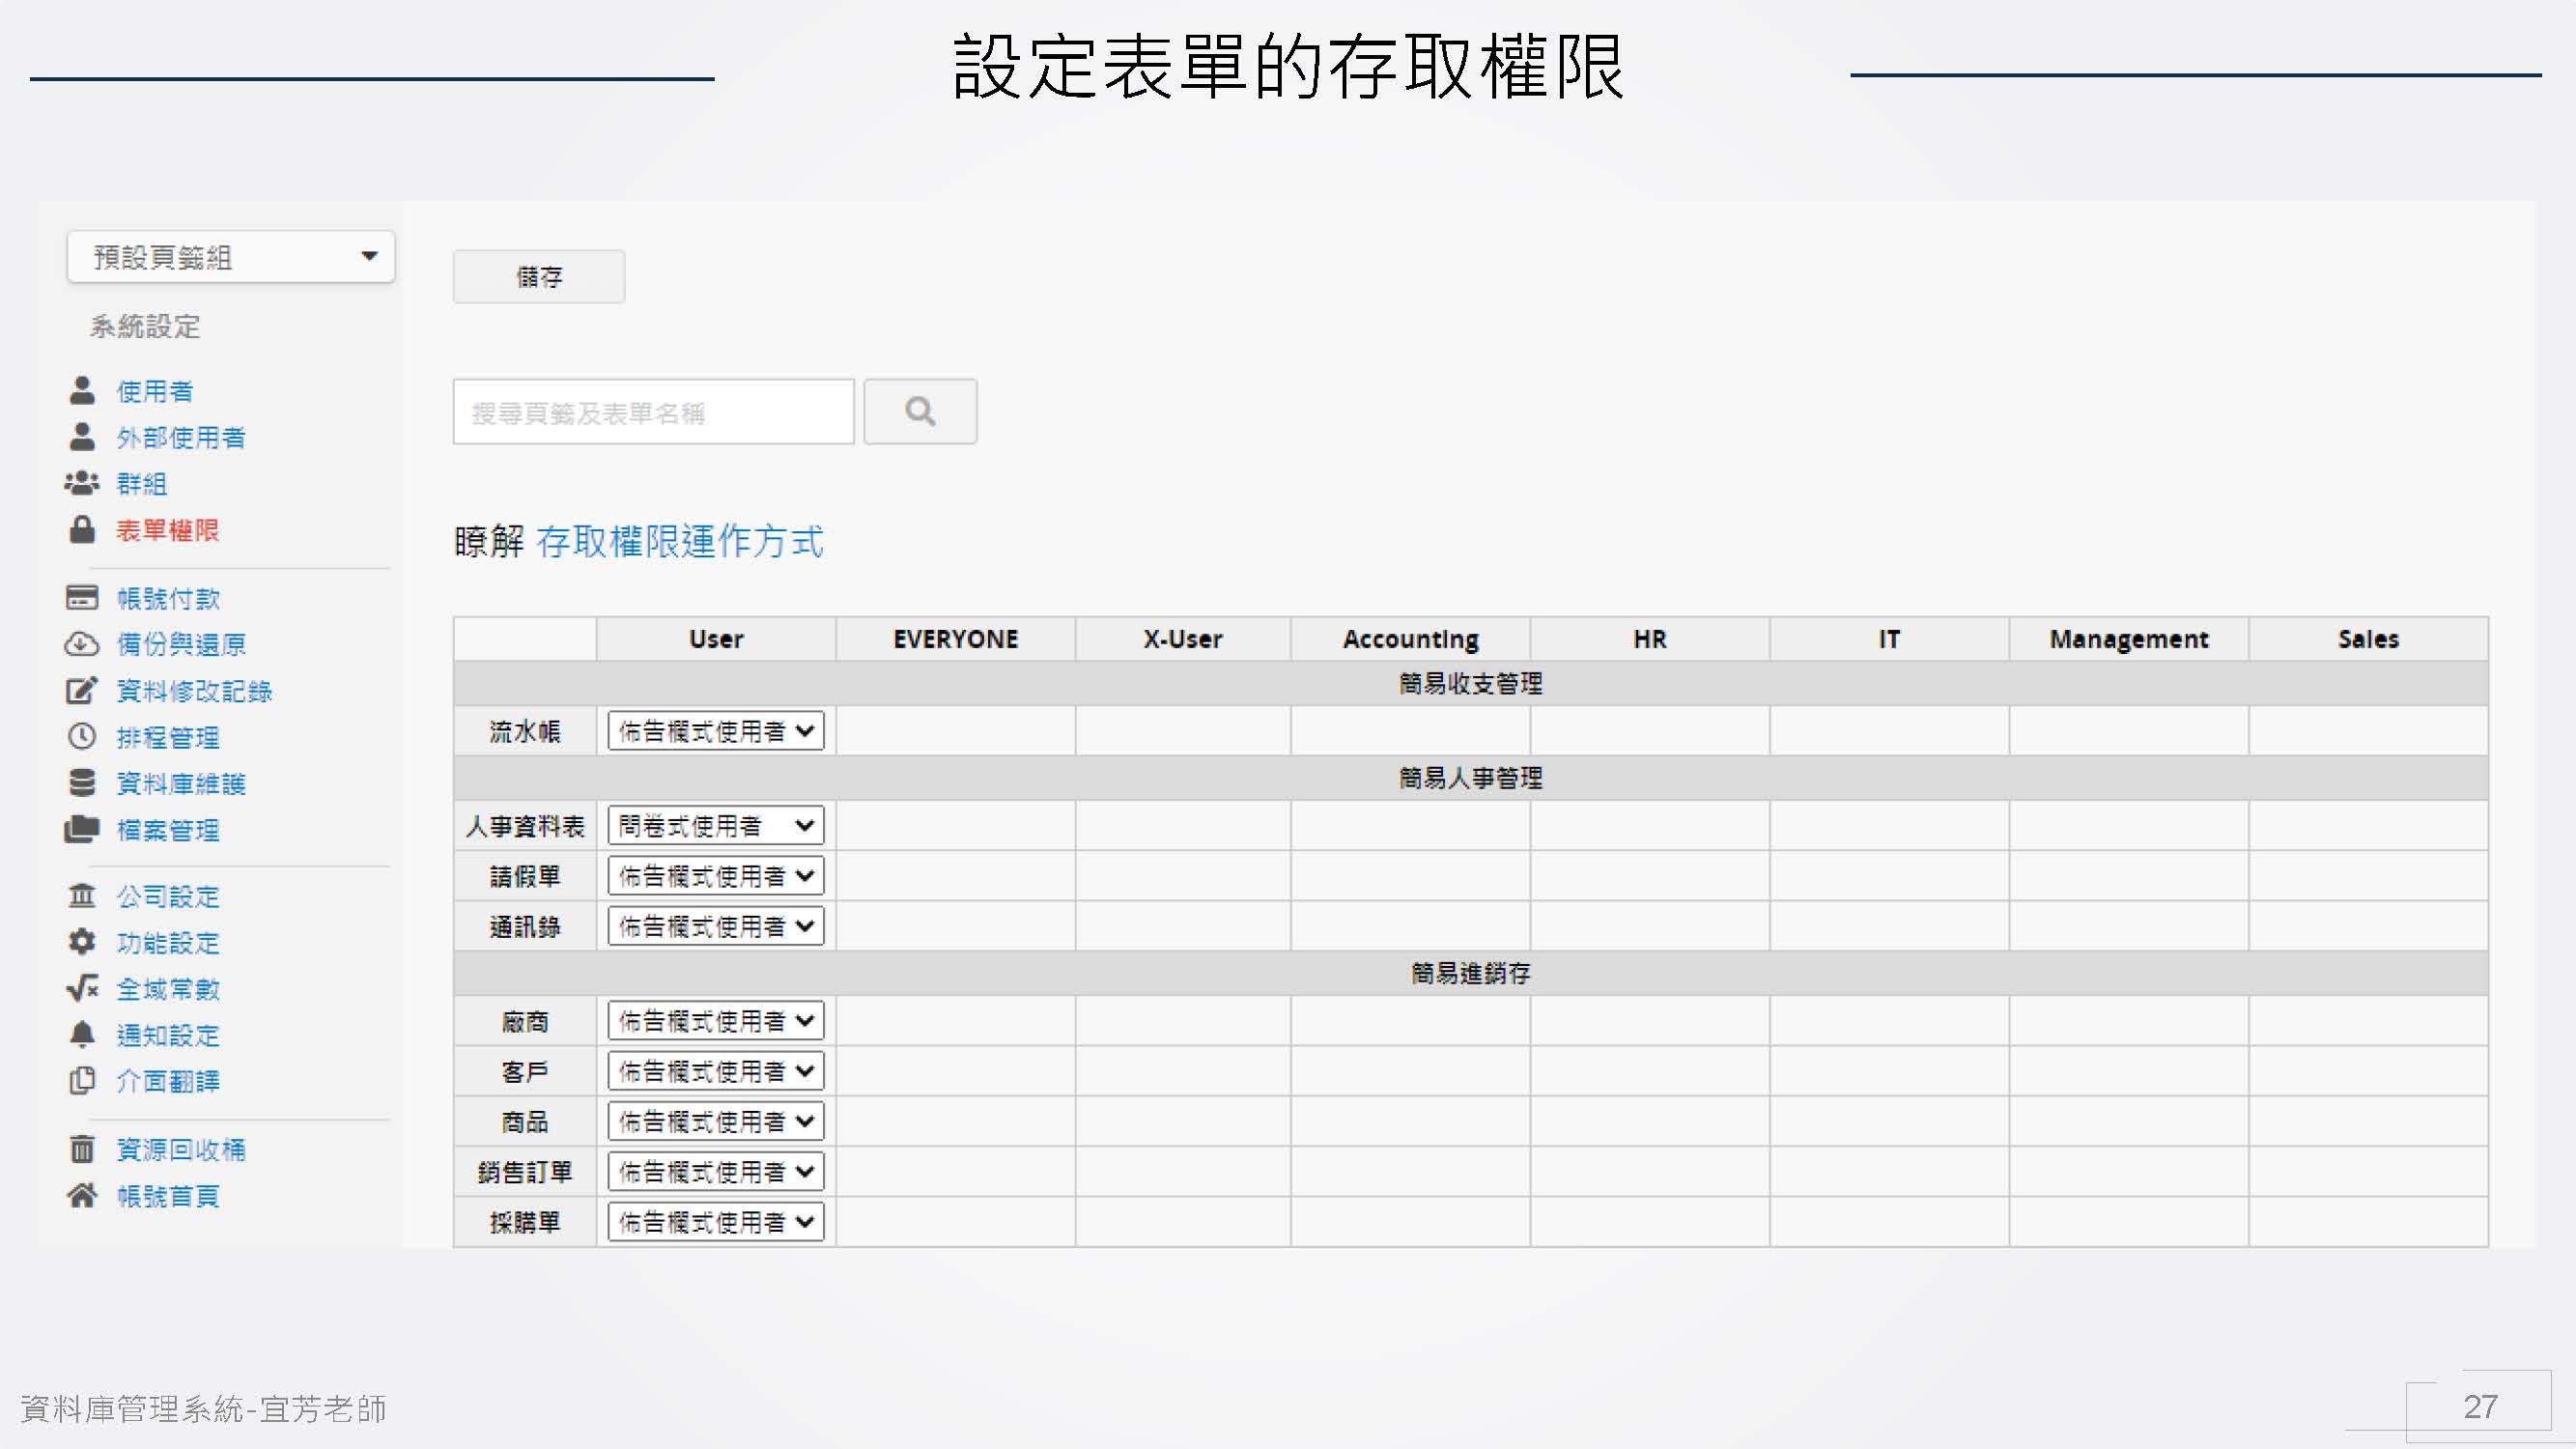 設定表單的存取權限
預設頁籤組
系統設定
使用者
外部使用者
群組
表單權限
帳號付款
備份與還原
資料修改記錄
排程管理
資料庫維護
檔案管理
公司設定
功能設定
全域常數
通知設定
介面翻譯
資源回收桶
帳號首頁
儲存
搜尋頁籤及表單名稱
瞭解 存取權限運作方式
User EVERYONE X-User Accounting HR IT Management Sales
簡易收支管理
流水帳 佈告欄式使用者
簡易人事管理
人事資料表 問卷式使用者
請假單 佈告欄式使用者
通訊錄 佈告欄式使用者
簡易進銷存
廠商 佈告欄式使用者
客戶 佈告欄式使用者
商品 佈告欄式使用者
銷售訂單 佈告欄式使用者
採購單 佈告欄式使用者
資料庫管理系統-宜芳老師
27